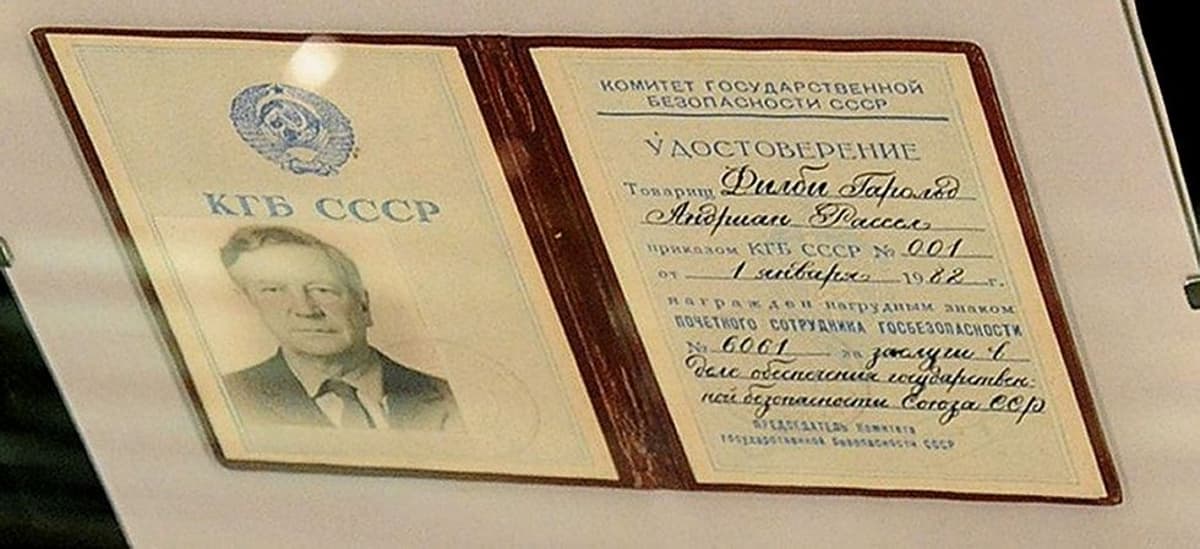 КГБ СССР
КОМИТЕТ ГОСУДАРСТВЕННОЙ
БЕЗОПАСНОСТИ СССР
УДОСТОВЕРЕНИЕ
Товарищ Филби Гарольд
Андриан Рассел
приказом КГБ СССР № 001
от 1 января 1982 г.
награжден нагрудным знаком
ПОЧЕТНОГО СОТРУДНИКА ГОСБЕЗОПАСНОСТИ
№ 6061 за заслуги в
деле обеспечения государствен-
ной безопасности Союза ССР
ПРЕДСЕДАТЕЛЬ Комитета
государственной безопасности СССР